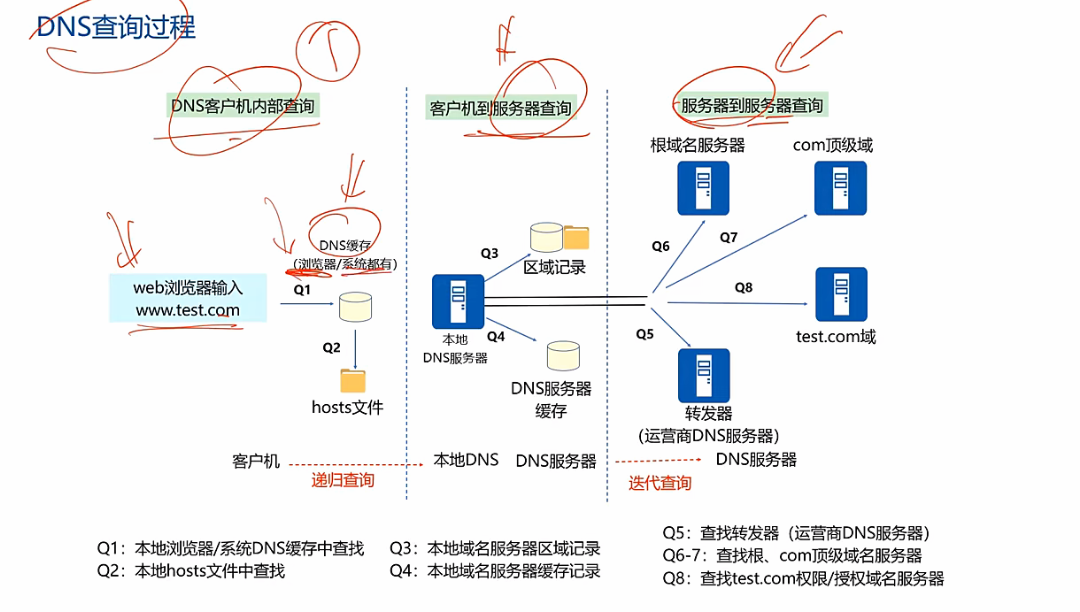 DNS查询过程
DNS客户机内部查询
客户机到服务器查询
服务器到服务器查询
根域名服务器
com顶级域
DNS缓存
（浏览器/系统都有）
web浏览器输入
www.test.com
Q1
Q2
hosts文件
Q3
区域记录
本地
DNS服务器
Q4
DNS服务器
缓存
Q6
Q7
Q8
test.com域
Q5
转发器
（运营商DNS服务器）
客户机
递归查询
本地DNS
DNS服务器
迭代查询
DNS服务器
Q1：本地浏览器/系统DNS缓存中查找
Q2：本地hosts文件中查找
Q3：本地域名服务器区域记录
Q4：本地域名服务器缓存记录
Q5：查找转发器（运营商DNS服务器）
Q6-7：查找根、com顶级域名服务器
Q8：查找test.com权限/授权域名服务器